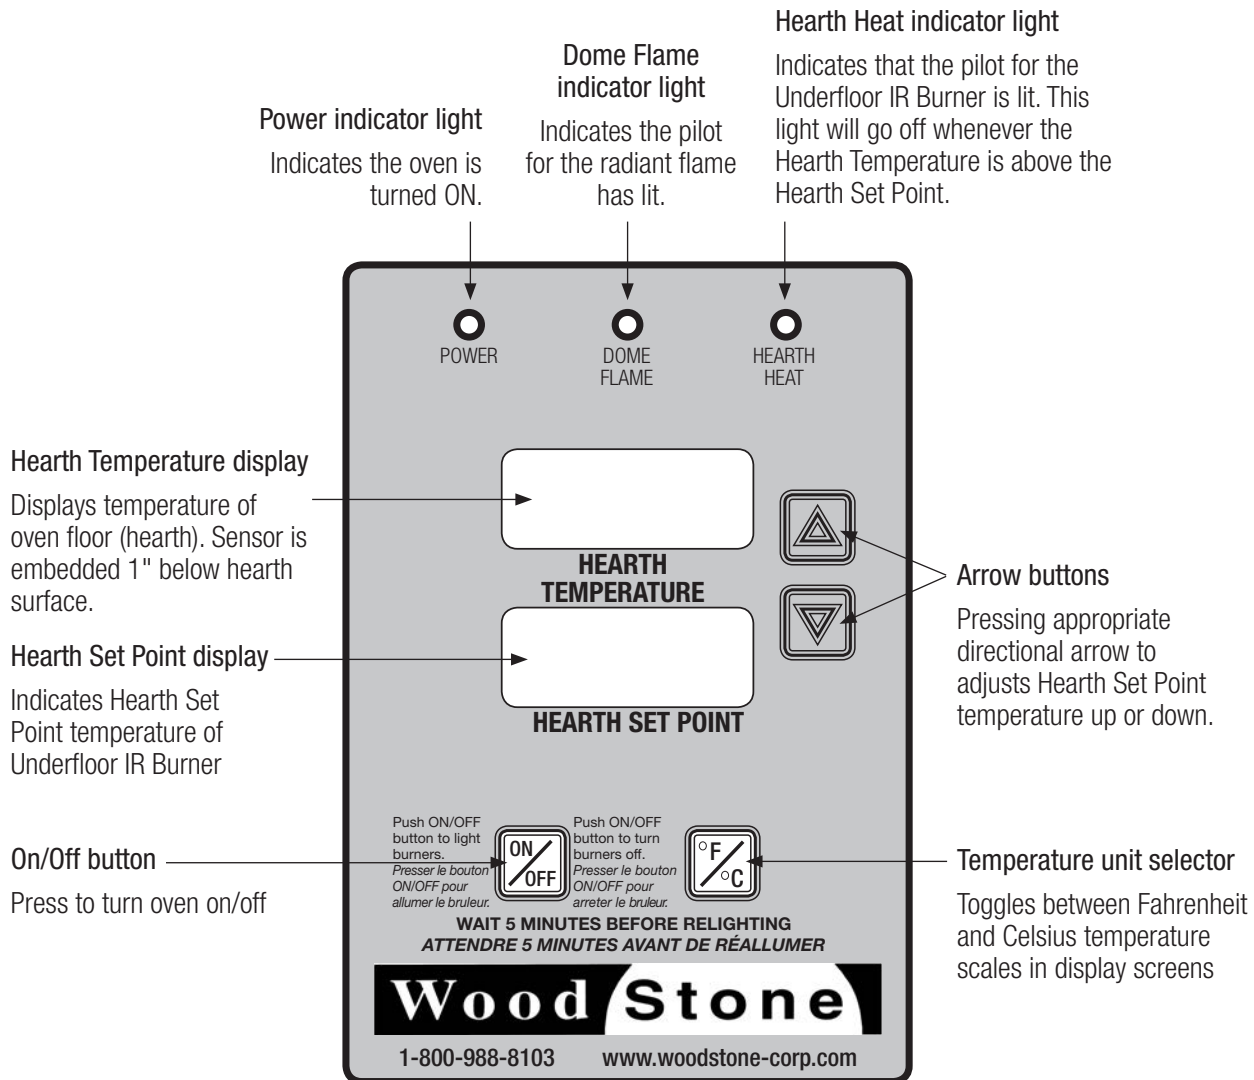 Hearth Heat indicator light
Indicates that the pilot for the
Underfloor IR Burner is lit. This
light will go off whenever the
Hearth Temperature is above the
Hearth Set Point.
Dome Flame
indicator light
Indicates the pilot
for the radiant flame
has lit.
Power indicator light
Indicates the oven is
turned ON.
POWER
DOME
FLAME
HEARTH
HEAT
Hearth Temperature display
Displays temperature of
oven floor (hearth). Sensor is
embedded 1" below hearth
surface.
HEARTH
TEMPERATURE
Arrow buttons
Pressing appropriate
directional arrow to
adjusts Hearth Set Point
temperature up or down.
Hearth Set Point display
Indicates Hearth Set
Point temperature of
Underfloor IR Burner
HEARTH SET POINT
On/Off button
Press to turn oven on/off
Push ON/OFF
button to light
burners.
Presser le bouton
ON/OFF pour
allumer le bruleur.
ON
OFF
Push ON/OFF
button to turn
burners off.
Presser le bouton
ON/OFF pour
arreter le bruleur.
°F
°C
Temperature unit selector
Toggles between Fahrenheit
and Celsius temperature
scales in display screens
WAIT 5 MINUTES BEFORE RELIGHTING
ATTENDRE 5 MINUTES AVANT DE RÉALLUMER
Wood Stone
1-800-988-8103 www.woodstone-corp.com